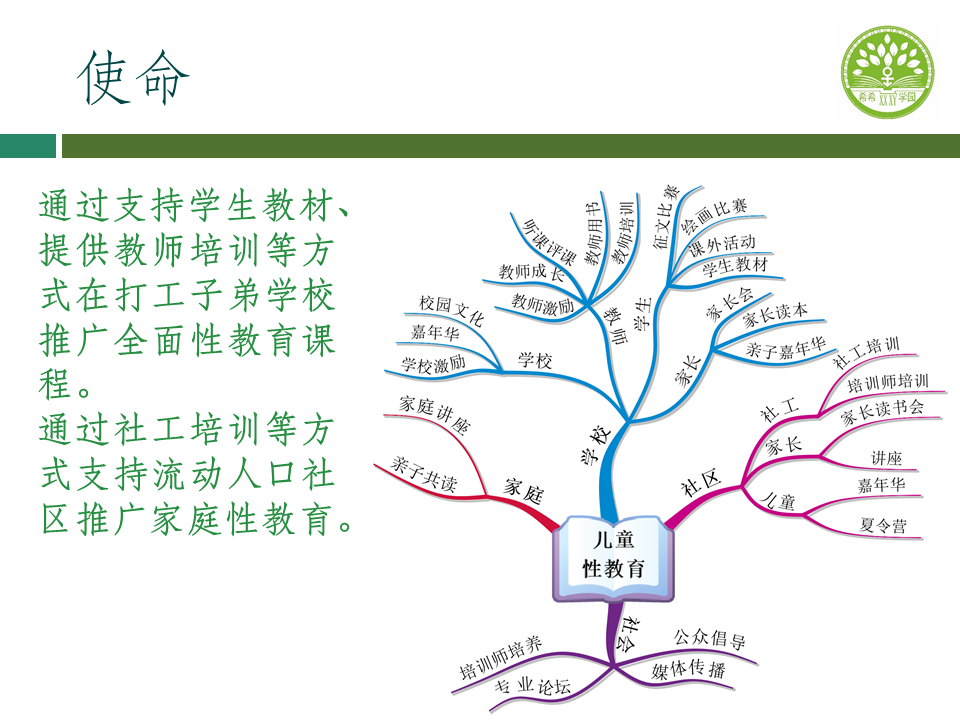 使命
希希学园
通过支持学生教材、
提供教师培训等方
式在打工子弟学校
推广全面性教育课
程。
通过社工培训等方
式支持流动人口社
区推广家庭性教育。
儿童
性教育
学校
教师
听课评课
教师成长
教师激励
教师用书
教师培训
学生
征文比赛
绘画比赛
课外活动
学生教材
家长
家长会
家长读本
亲子嘉年华
学校
校园文化
嘉年华
学校激励
家庭
家庭讲座
亲子共读
社区
社工
社工培训
培训师培训
家长
家长读书会
讲座
儿童
嘉年华
夏令营
社会
培训师培养
专业论坛
公众倡导
媒体传播